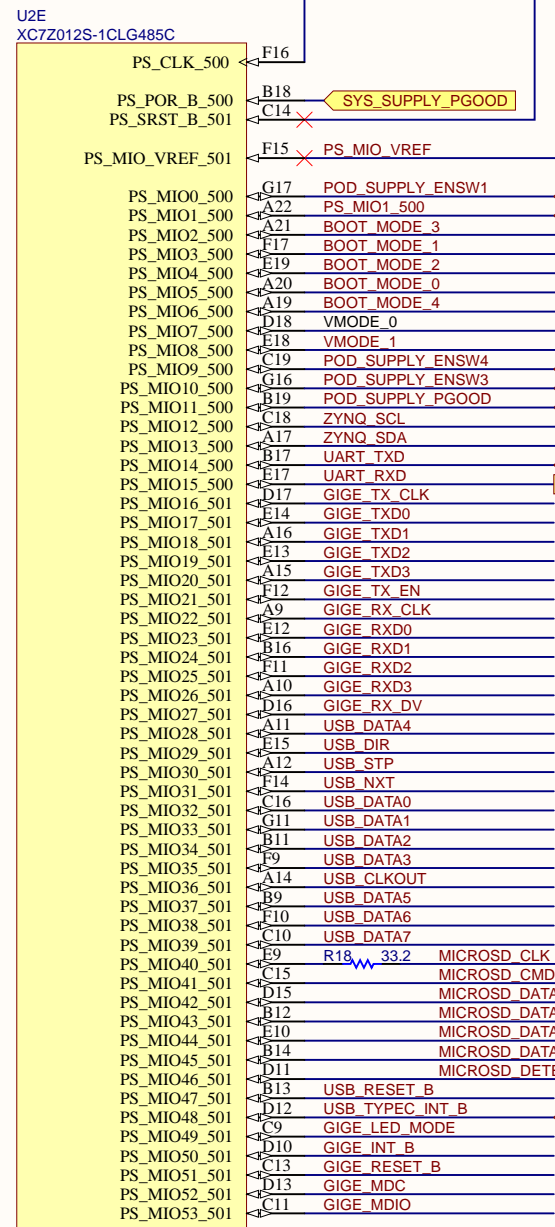 U2E
XC7Z012S-1CLG485C
PS_CLK_500 F16
PS_POR_B_500 B18 SYS_SUPPLY_PGOOD
PS_SRST_B_501 C14
PS_MIO_VREF_501 F15 PS_MIO_VREF
PS_MIO0_500 G17 POD_SUPPLY_ENSW1
PS_MIO1_500 A22 PS_MIO1_500
PS_MIO2_500 A21 BOOT_MODE_3
PS_MIO3_500 F17 BOOT_MODE_1
PS_MIO4_500 E19 BOOT_MODE_2
PS_MIO5_500 A20 BOOT_MODE_0
PS_MIO6_500 A19 BOOT_MODE_4
PS_MIO7_500 D18 VMODE_0
PS_MIO8_500 E18 VMODE_1
PS_MIO9_500 C19 POD_SUPPLY_ENSW4
PS_MIO10_500 G16 POD_SUPPLY_ENSW3
PS_MIO11_500 B19 POD_SUPPLY_PGOOD
PS_MIO12_500 C18 ZYNQ_SCL
PS_MIO13_500 A17 ZYNQ_SDA
PS_MIO14_500 B17 UART_TXD
PS_MIO15_500 E17 UART_RXD
PS_MIO16_501 D17 GIGE_TX_CLK
PS_MIO17_501 E14 GIGE_TXD0
PS_MIO18_501 A16 GIGE_TXD1
PS_MIO19_501 E13 GIGE_TXD2
PS_MIO20_501 A15 GIGE_TXD3
PS_MIO21_501 F12 GIGE_TX_EN
PS_MIO22_501 A9 GIGE_RX_CLK
PS_MIO23_501 E12 GIGE_RXD0
PS_MIO24_501 B16 GIGE_RXD1
PS_MIO25_501 F11 GIGE_RXD2
PS_MIO26_501 A10 GIGE_RXD3
PS_MIO27_501 D16 GIGE_RX_DV
PS_MIO28_501 A11 USB_DATA4
PS_MIO29_501 E15 USB_DIR
PS_MIO30_501 A12 USB_STP
PS_MIO31_501 F14 USB_NXT
PS_MIO32_501 C16 USB_DATA0
PS_MIO33_501 G11 USB_DATA1
PS_MIO34_501 B11 USB_DATA2
PS_MIO35_501 F9 USB_DATA3
PS_MIO36_501 A14 USB_CLKOUT
PS_MIO37_501 B9 USB_DATA5
PS_MIO38_501 F10 USB_DATA6
PS_MIO39_501 C10 USB_DATA7
PS_MIO40_501 E9 R18 33.2 MICROSD_CLK
PS_MIO41_501 C15 MICROSD_CMD
PS_MIO42_501 D15 MICROSD_DATA
PS_MIO43_501 B12 MICROSD_DATA
PS_MIO44_501 E10 MICROSD_DATA
PS_MIO45_501 B14 MICROSD_DATA
PS_MIO46_501 D11 MICROSD_DETE
PS_MIO47_501 B13 USB_RESET_B
PS_MIO48_501 D12 USB_TYPEC_INT_B
PS_MIO49_501 C9 GIGE_LED_MODE
PS_MIO50_501 D10 GIGE_INT_B
PS_MIO51_501 C13 GIGE_RESET_B
PS_MIO52_501 D13 GIGE_MDC
PS_MIO53_501 C11 GIGE_MDIO